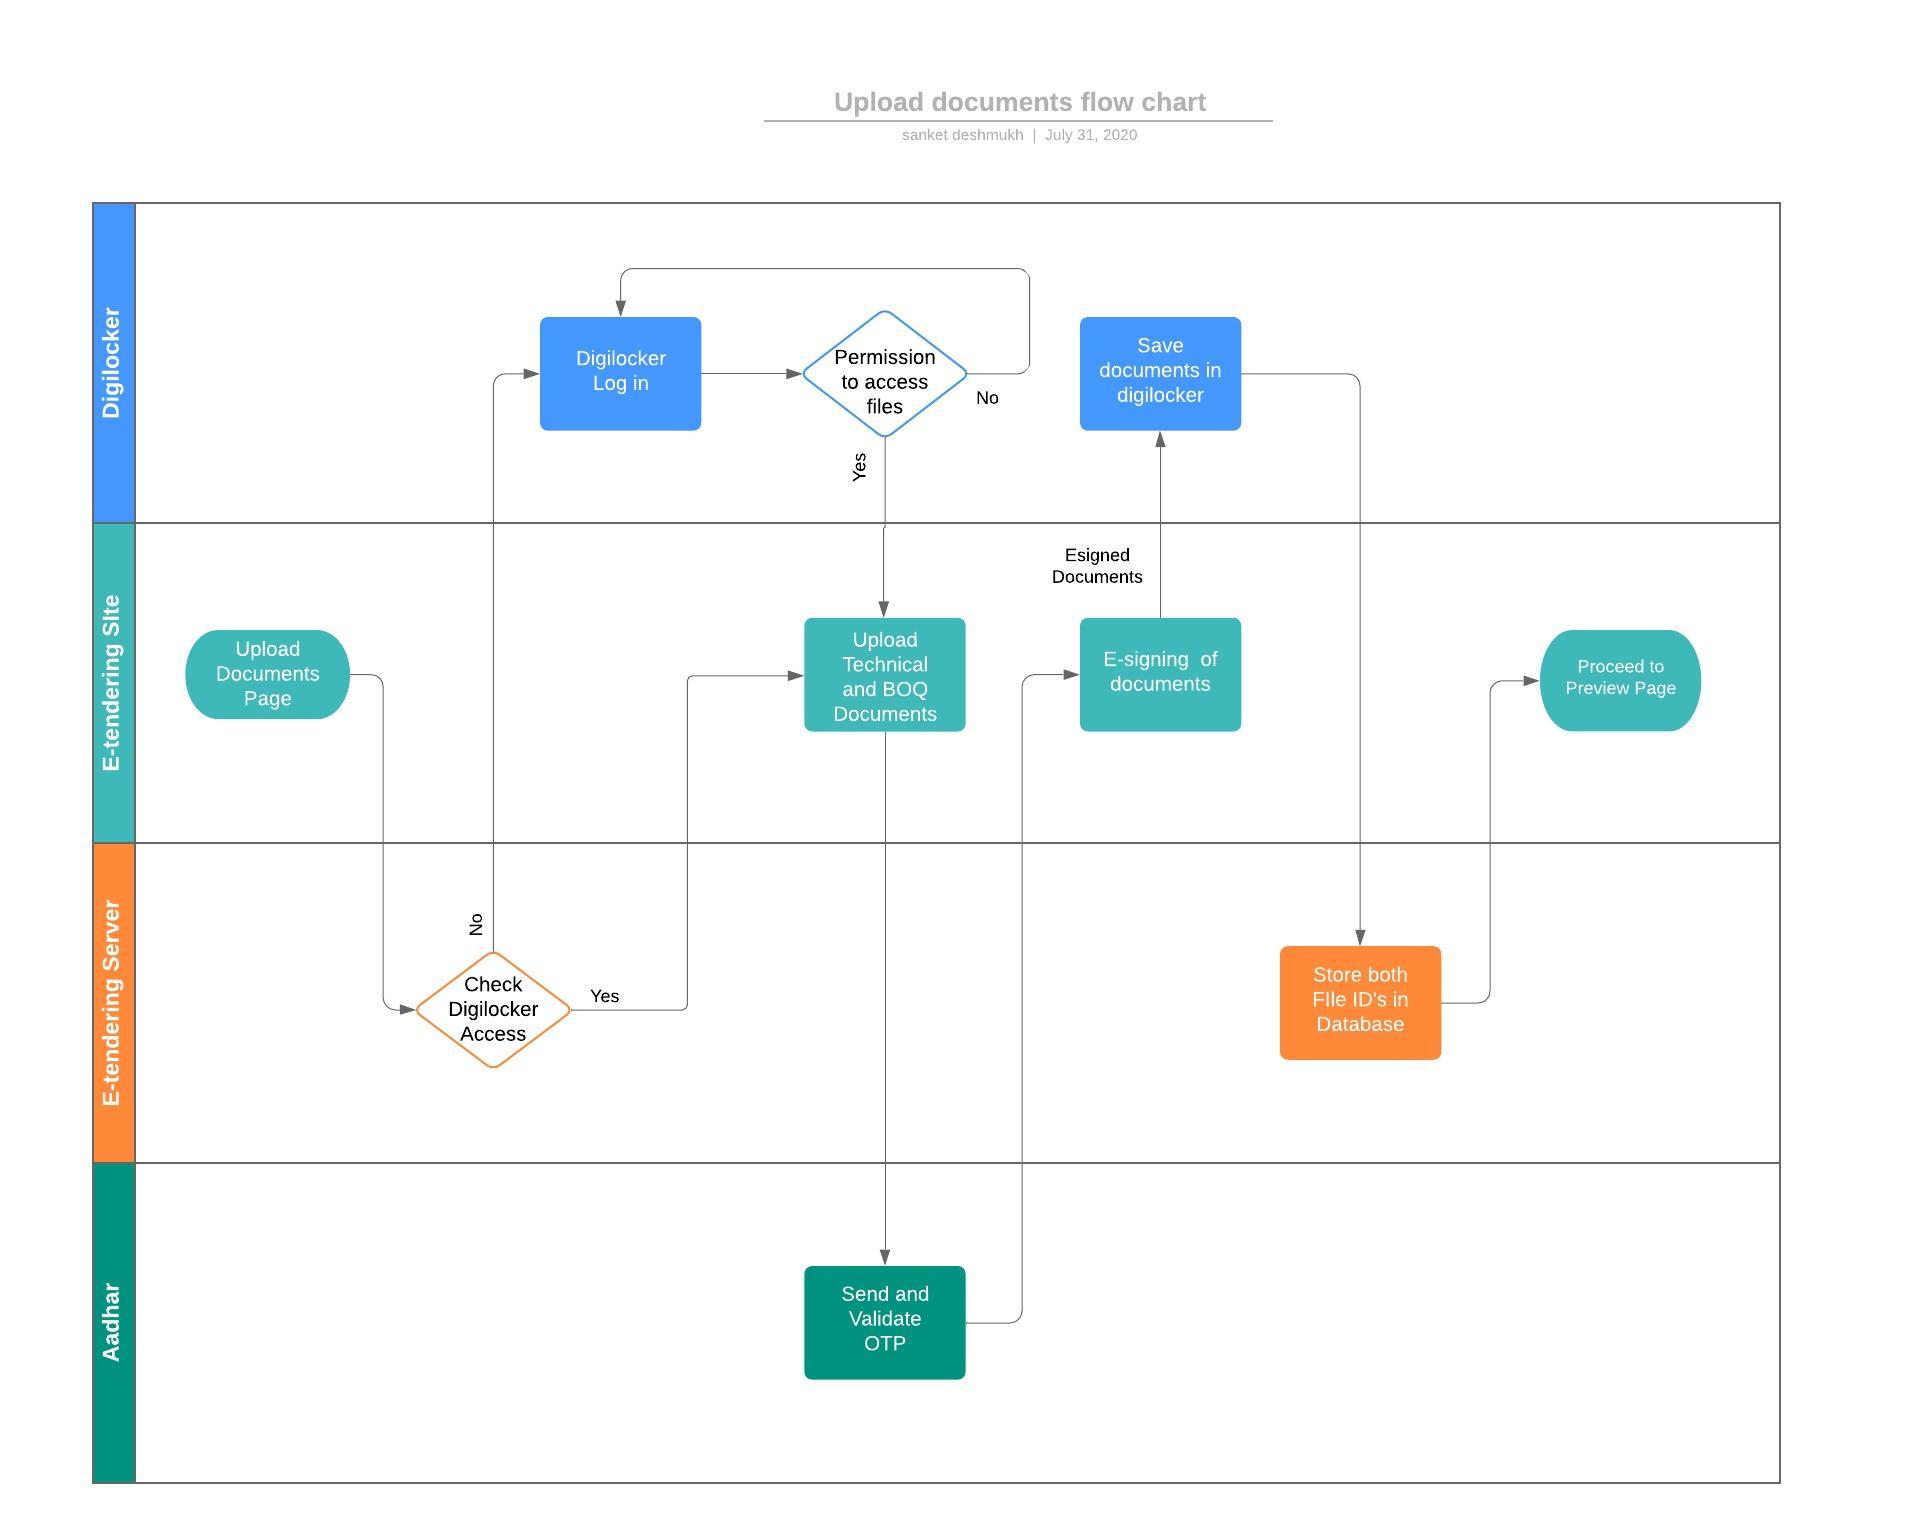 Upload documents flow chart
sanket deshmukh | July 31, 2020
Digilocker
Digilocker
Log in
Permission
to access
files
No
Yes
Save
documents in
digilocker
E-tendering SIte
Upload
Documents
Page
Upload
Technical
and BOQ
Documents
Esigned
Documents
E-signing of
documents
Proceed to
Preview Page
E-tendering Server
No
Check
Digilocker
Access
Yes
Store both
FIle ID's in
Database
Aadhar
Send and
Validate
OTP